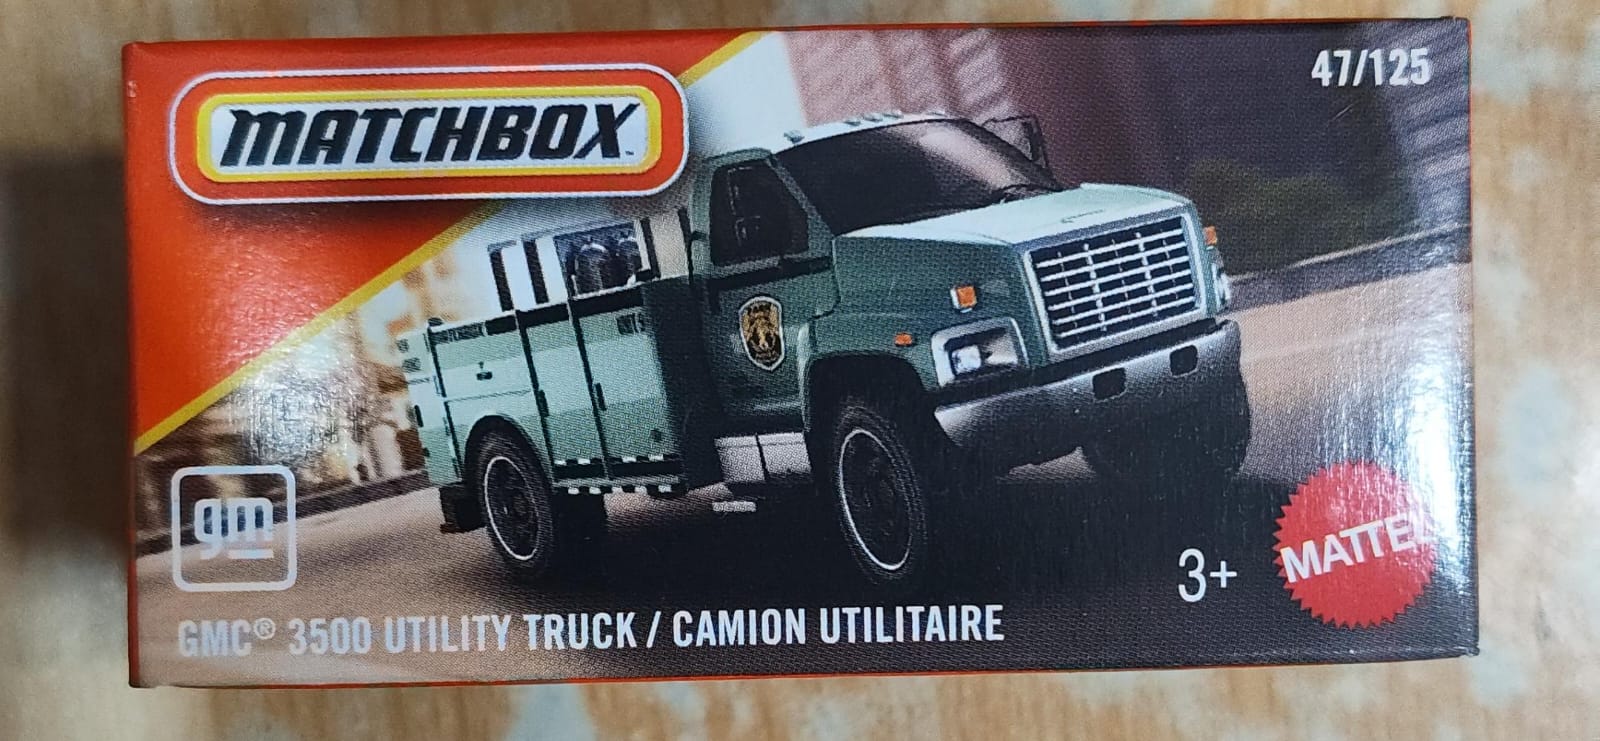 47/125
MATCHBOX
gm
3+
MATTEL
GMC® 3500 UTILITY TRUCK / CAMION UTILITAIRE